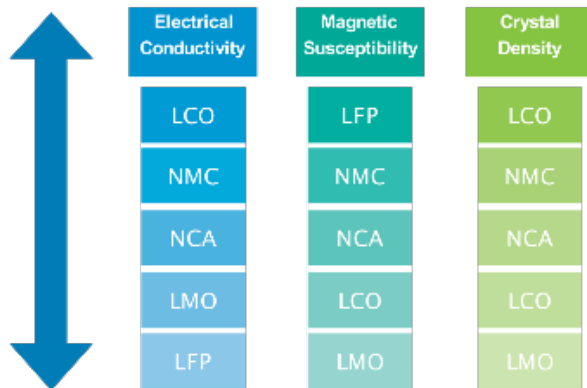 Electrical
Conductivity
Magnetic
Susceptibility
Crystal
Density
LCO
LFP
LCO
NMC
NMC
NMC
NCA
NCA
NCA
LMO
LCO
LCO
LFP
LMO
LMO